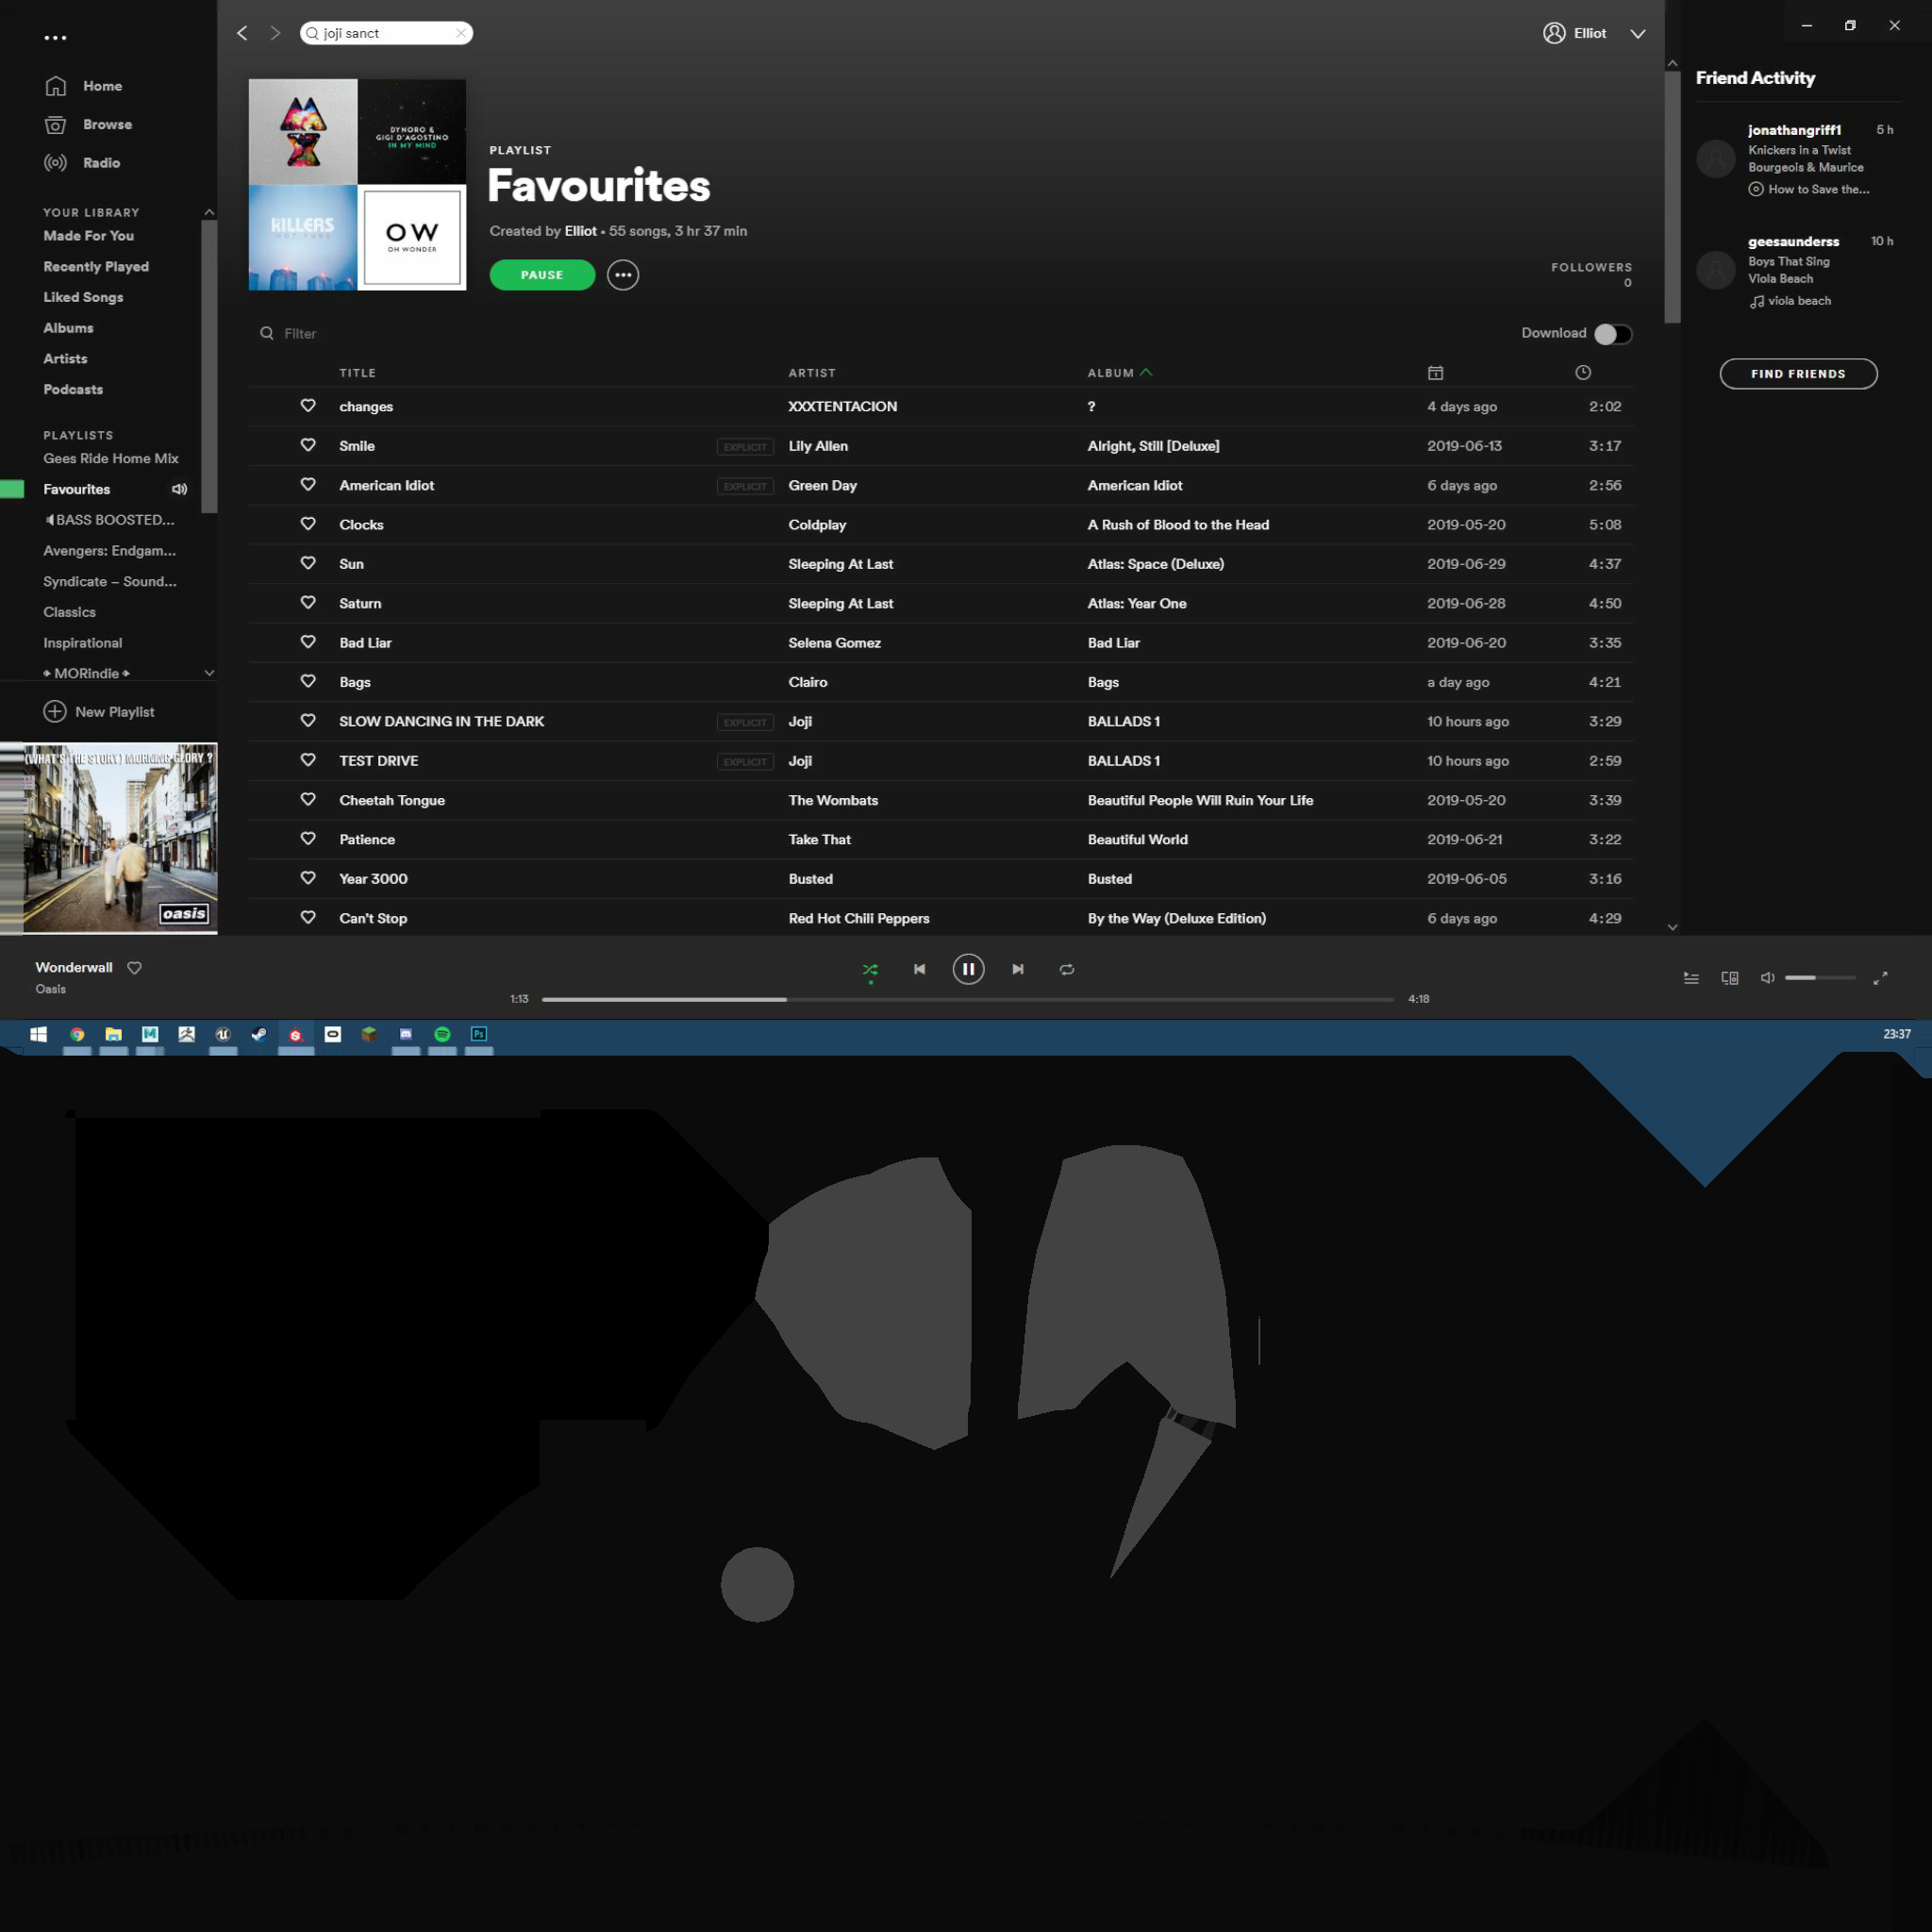 joji sanct
Elliot
Home
Browse
Radio
YOUR LIBRARY
Made For You
Recently Played
Liked Songs
Albums
Artists
Podcasts
PLAYLISTS
Gees Ride Home Mix
Favourites
BASS BOOSTED...
Avengers: Endgam...
Syndicate – Sound...
Classics
Inspirational
MORindie
New Playlist
(WHAT'S THE STORY) MORNING GLORY ?
oasis
DYNORO &
GIGI D'AGOSTINO
IN MY MIND
KILLERS
HOT FUSS
OW
OH WONDER
PLAYLIST
Favourites
Created by Elliot • 55 songs, 3 hr 37 min
PAUSE
FOLLOWERS
0
Filter
Download
TITLE ARTIST ALBUM
changes XXXTENTACION ? 4 days ago 2:02
Smile EXPLICIT Lily Allen Alright, Still [Deluxe] 2019-06-13 3:17
American Idiot EXPLICIT Green Day American Idiot 6 days ago 2:56
Clocks Coldplay A Rush of Blood to the Head 2019-05-20 5:08
Sun Sleeping At Last Atlas: Space (Deluxe) 2019-06-29 4:37
Saturn Sleeping At Last Atlas: Year One 2019-06-28 4:50
Bad Liar Selena Gomez Bad Liar 2019-06-20 3:35
Bags Clairo Bags a day ago 4:21
SLOW DANCING IN THE DARK EXPLICIT Joji BALLADS 1 10 hours ago 3:29
TEST DRIVE EXPLICIT Joji BALLADS 1 10 hours ago 2:59
Cheetah Tongue The Wombats Beautiful People Will Ruin Your Life 2019-05-20 3:39
Patience Take That Beautiful World 2019-06-21 3:22
Year 3000 Busted Busted 2019-06-05 3:16
Can't Stop Red Hot Chili Peppers By the Way (Deluxe Edition) 6 days ago 4:29
Friend Activity
jonathangriff1 5 h
Knickers in a Twist
Bourgeois & Maurice
How to Save the...
geesaunderss 10 h
Boys That Sing
Viola Beach
viola beach
FIND FRIENDS
Wonderwall
Oasis
1:13
4:18
Ps
23:37